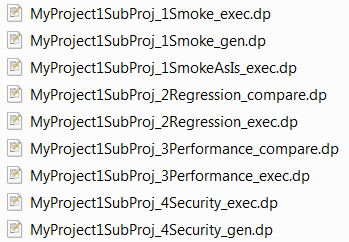 MyProject1SubProj_1Smoke_exec.dp
MyProject1SubProj_1Smoke_gen.dp
MyProject1SubProj_1SmokeAsIs_exec.dp
MyProject1SubProj_2Regression_compare.dp
MyProject1SubProj_2Regression_exec.dp
MyProject1SubProj_3Performance_compare.dp
MyProject1SubProj_3Performance_exec.dp
MyProject1SubProj_4Security_exec.dp
MyProject1SubProj_4Security_gen.dp